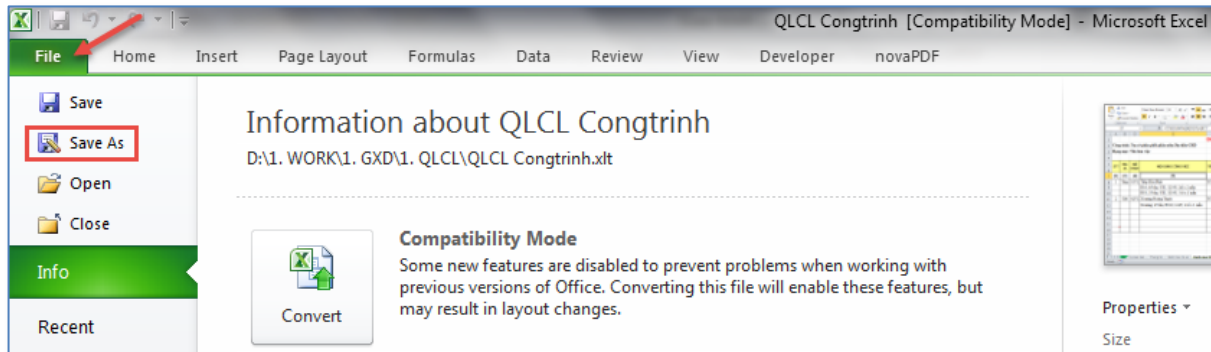 QLCL Congtrinh [Compatibility Mode] - Microsoft Excel
File Home Insert Page Layout Formulas Data Review View Developer novaPDF
Save
Save As
Open
Close
Info
Recent
Information about QLCL Congtrinh
D:\1. WORK\1. GXD\1. QLCL\QLCL Congtrinh.xlt
Convert
Compatibility Mode
Some new features are disabled to prevent problems when working with
previous versions of Office. Converting this file will enable these features, but
may result in layout changes.
Properties
Size